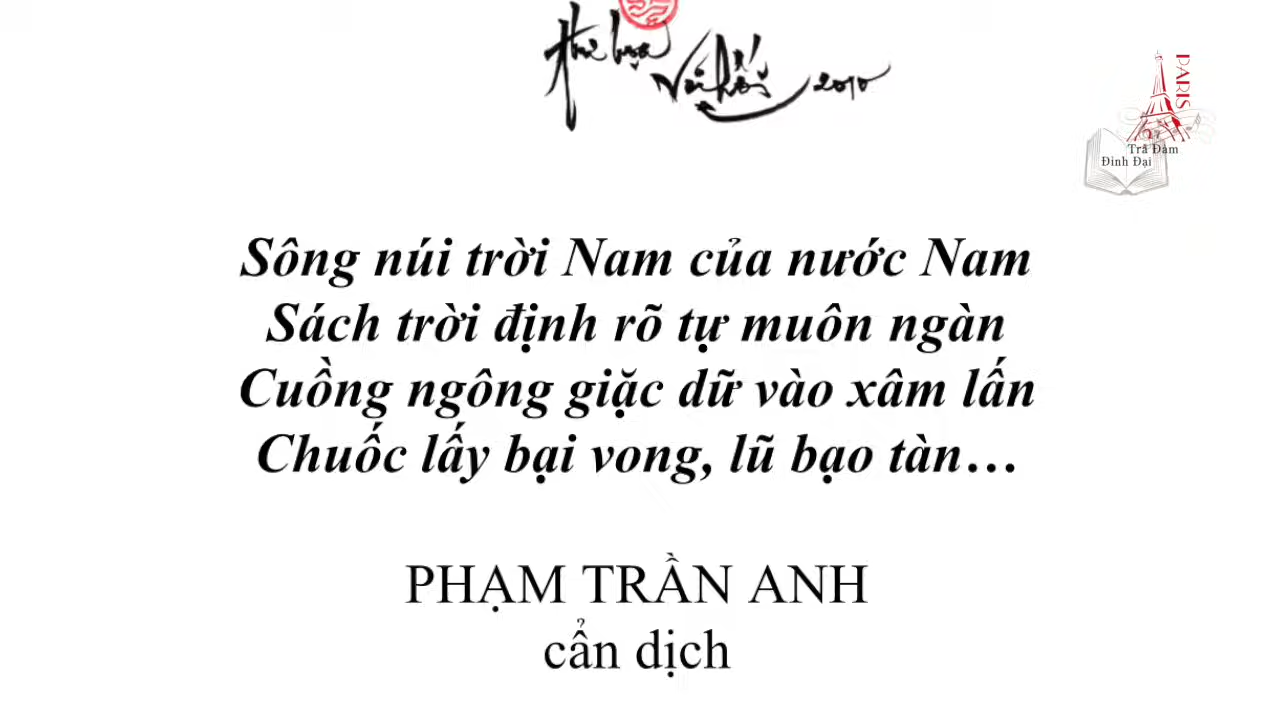 2010
PARIS
Trà Đàm
Đinh Đại
Sông núi trời Nam của nước Nam
Sách trời định rõ tự muôn ngàn
Cuồng ngông giặc dữ vào xâm lấn
Chuốc lấy bại vong, lũ bạo tàn…
PHẠM TRẦN ANH
cẩn dịch